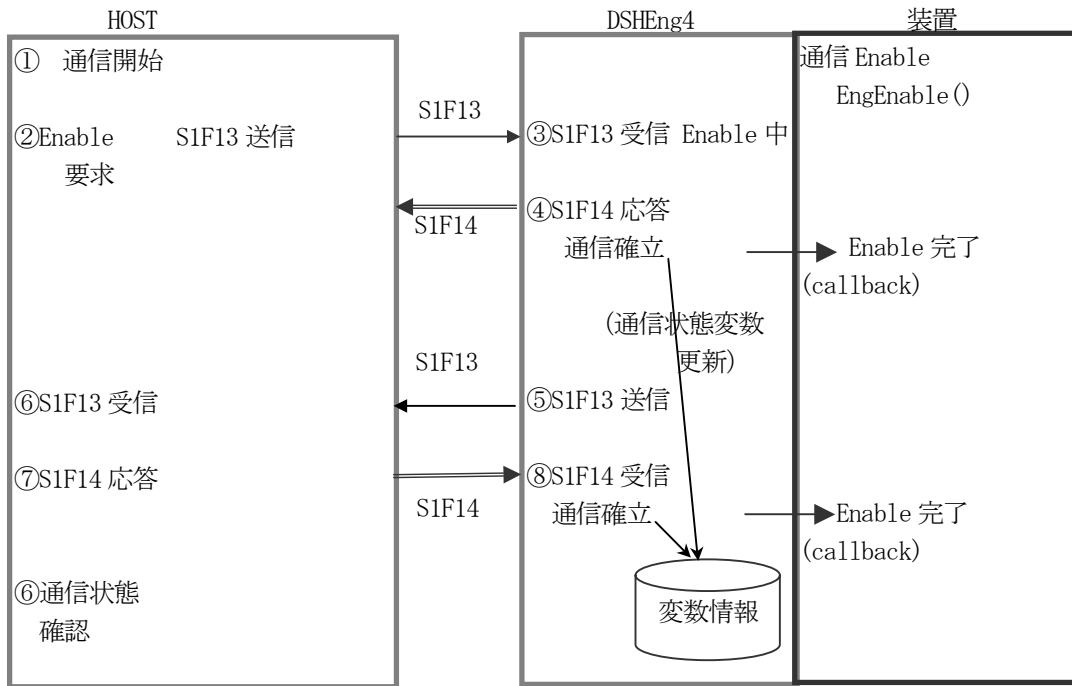 HOST
DSHEng4
装置
① 通信開始
通信 Enable
EngEnable()
S1F13
②Enable S1F13 送信
要求
③S1F13 受信 Enable 中
④S1F14 応答
S1F14
通信確立
Enable 完了
(callback)
(通信状態変数
更新)
S1F13
⑥S1F13 受信
⑤S1F13 送信
⑦S1F14 応答
⑧S1F14 受信
S1F14
通信確立
Enable 完了
(callback)
⑥通信状態
確認
変数情報